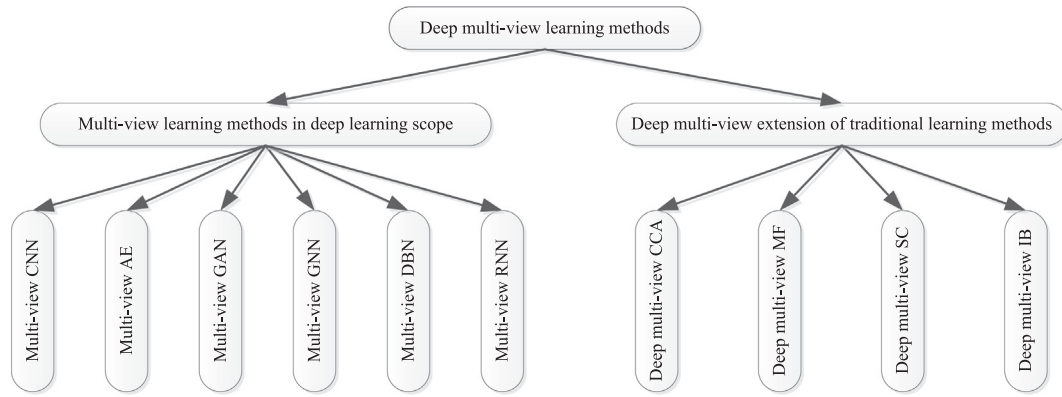 Deep multi-view learning methods
Multi-view learning methods in deep learning scope
Deep multi-view extension of traditional learning methods
Multi-view CNN
Multi-view AE
Multi-view GAN
Multi-view GNN
Multi-view DBN
Multi-view RNN
Deep multi-view CCA
Deep multi-view MF
Deep multi-view SC
Deep multi-view IB